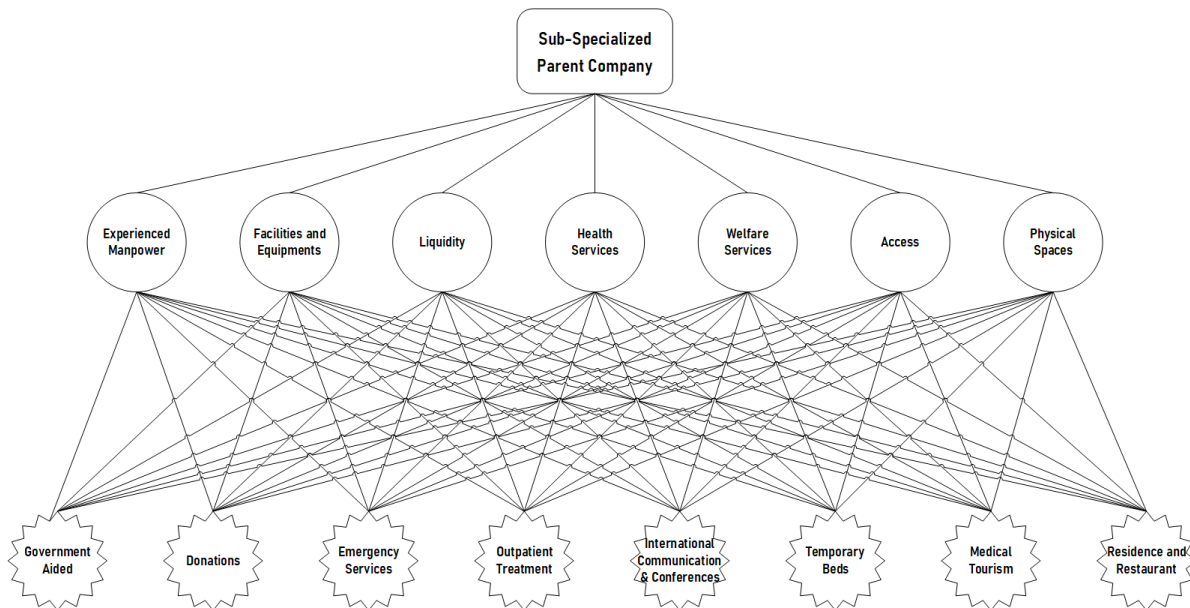 Sub-Specialized
Parent Company
Experienced
Manpower
Facilities and
Equipments
Liquidity
Health
Services
Welfare
Services
Access
Physical
Spaces
Government
Aided
Donations
Emergency
Services
Outpatient
Treatment
International
Communication
& Conferences
Temporary
Beds
Medical
Tourism
Residence and
Restaurant